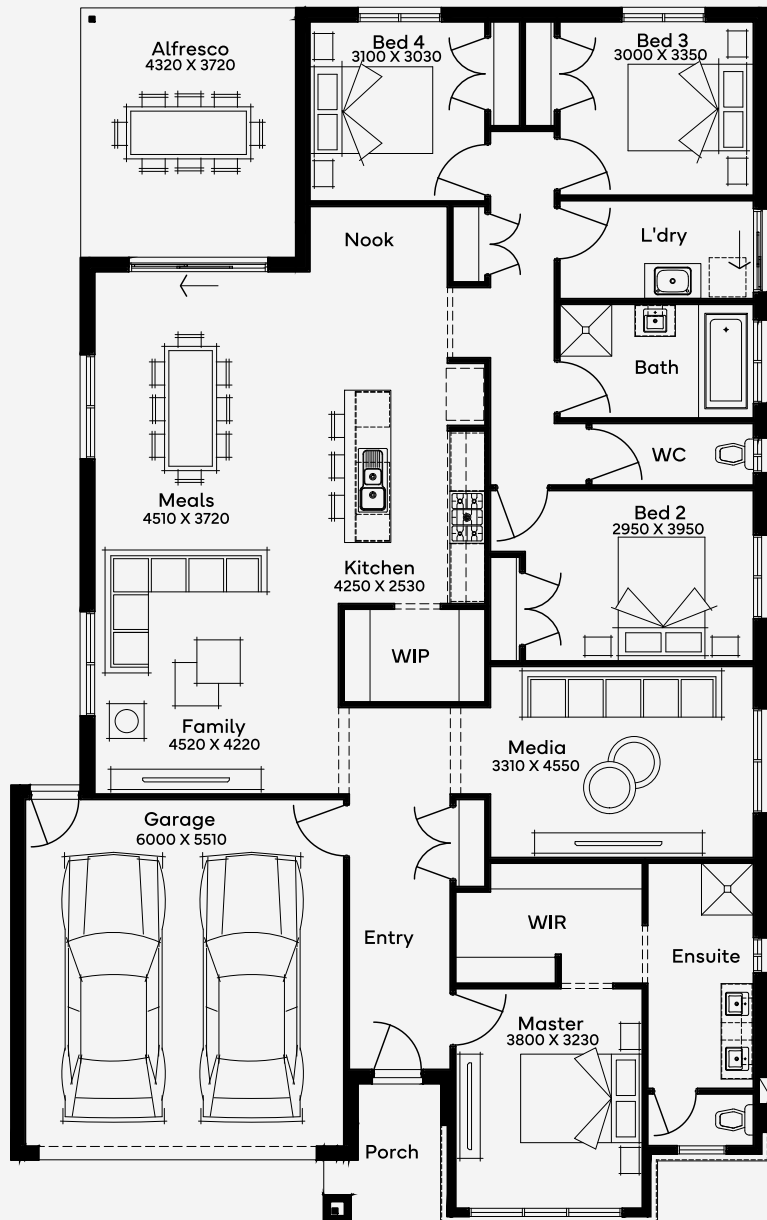 Alfresco
4320 X 3720
Bed 4
3100 X 3030
Bed 3
3000 X 3350
Nook
L'dry
Bath
WC
Meals
4510 X 3720
Bed 2
2950 X 3950
Kitchen
4250 X 2530
WIP
Family
4520 X 4220
Media
3310 X 4550
Garage
6000 X 5510
Entry
WIR
Ensuite
Master
3800 X 3230
Porch